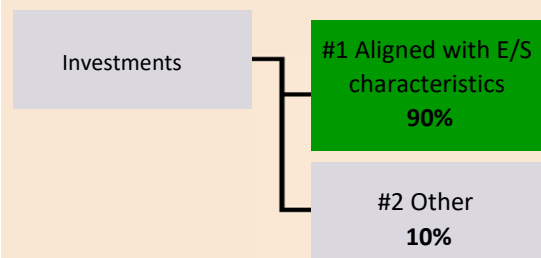 Investments
#1 Aligned with E/S
characteristics
90%
#2 Other
10%